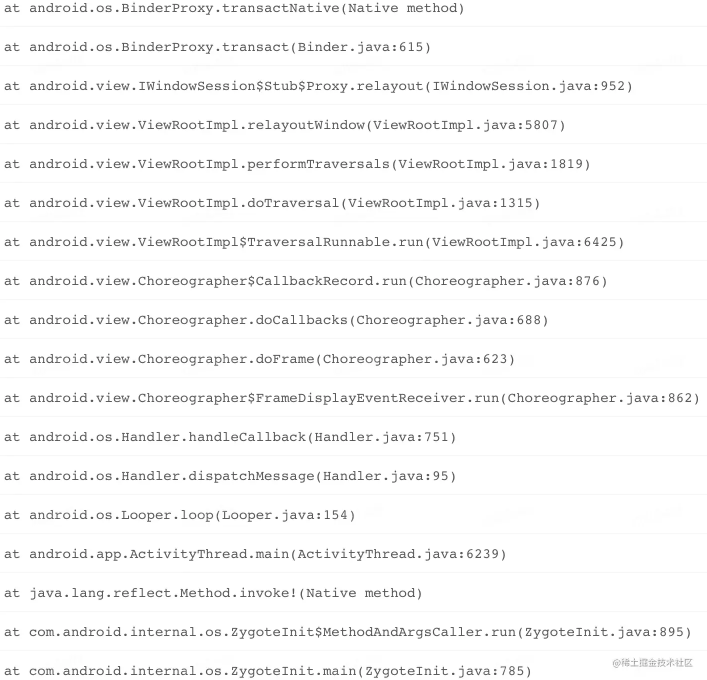 at android.os.BinderProxy.transactNative(Native method)
at android.os.BinderProxy.transact(Binder.java:615)
at android.view.IWindowSession$Stub$Proxy.relayout(IWindowSession.java:952)
at android.view.ViewRootImpl.relayoutWindow(ViewRootImpl.java:5807)
at android.view.ViewRootImpl.performTraversals(ViewRootImpl.java:1819)
at android.view.ViewRootImpl.doTraversal(ViewRootImpl.java:1315)
at android.view.ViewRootImpl$TraversalRunnable.run(ViewRootImpl.java:6425)
at android.view.Choreographer$CallbackRecord.run(Choreographer.java:876)
at android.view.Choreographer.doCallbacks(Choreographer.java:688)
at android.view.Choreographer.doFrame(Choreographer.java:623)
at android.view.Choreographer$FrameDisplayEventReceiver.run(Choreographer.java:862)
at android.os.Handler.handleCallback(Handler.java:751)
at android.os.Handler.dispatchMessage(Handler.java:95)
at android.os.Looper.loop(Looper.java:154)
at android.app.ActivityThread.main(ActivityThread.java:6239)
at java.lang.reflect.Method.invoke!(Native method)
at com.android.internal.os.ZygoteInit$MethodAndArgsCaller.run(ZygoteInit.java:895)
at com.android.internal.os.ZygoteInit.main(ZygoteInit.java:785)
@稀土掘金技术社区